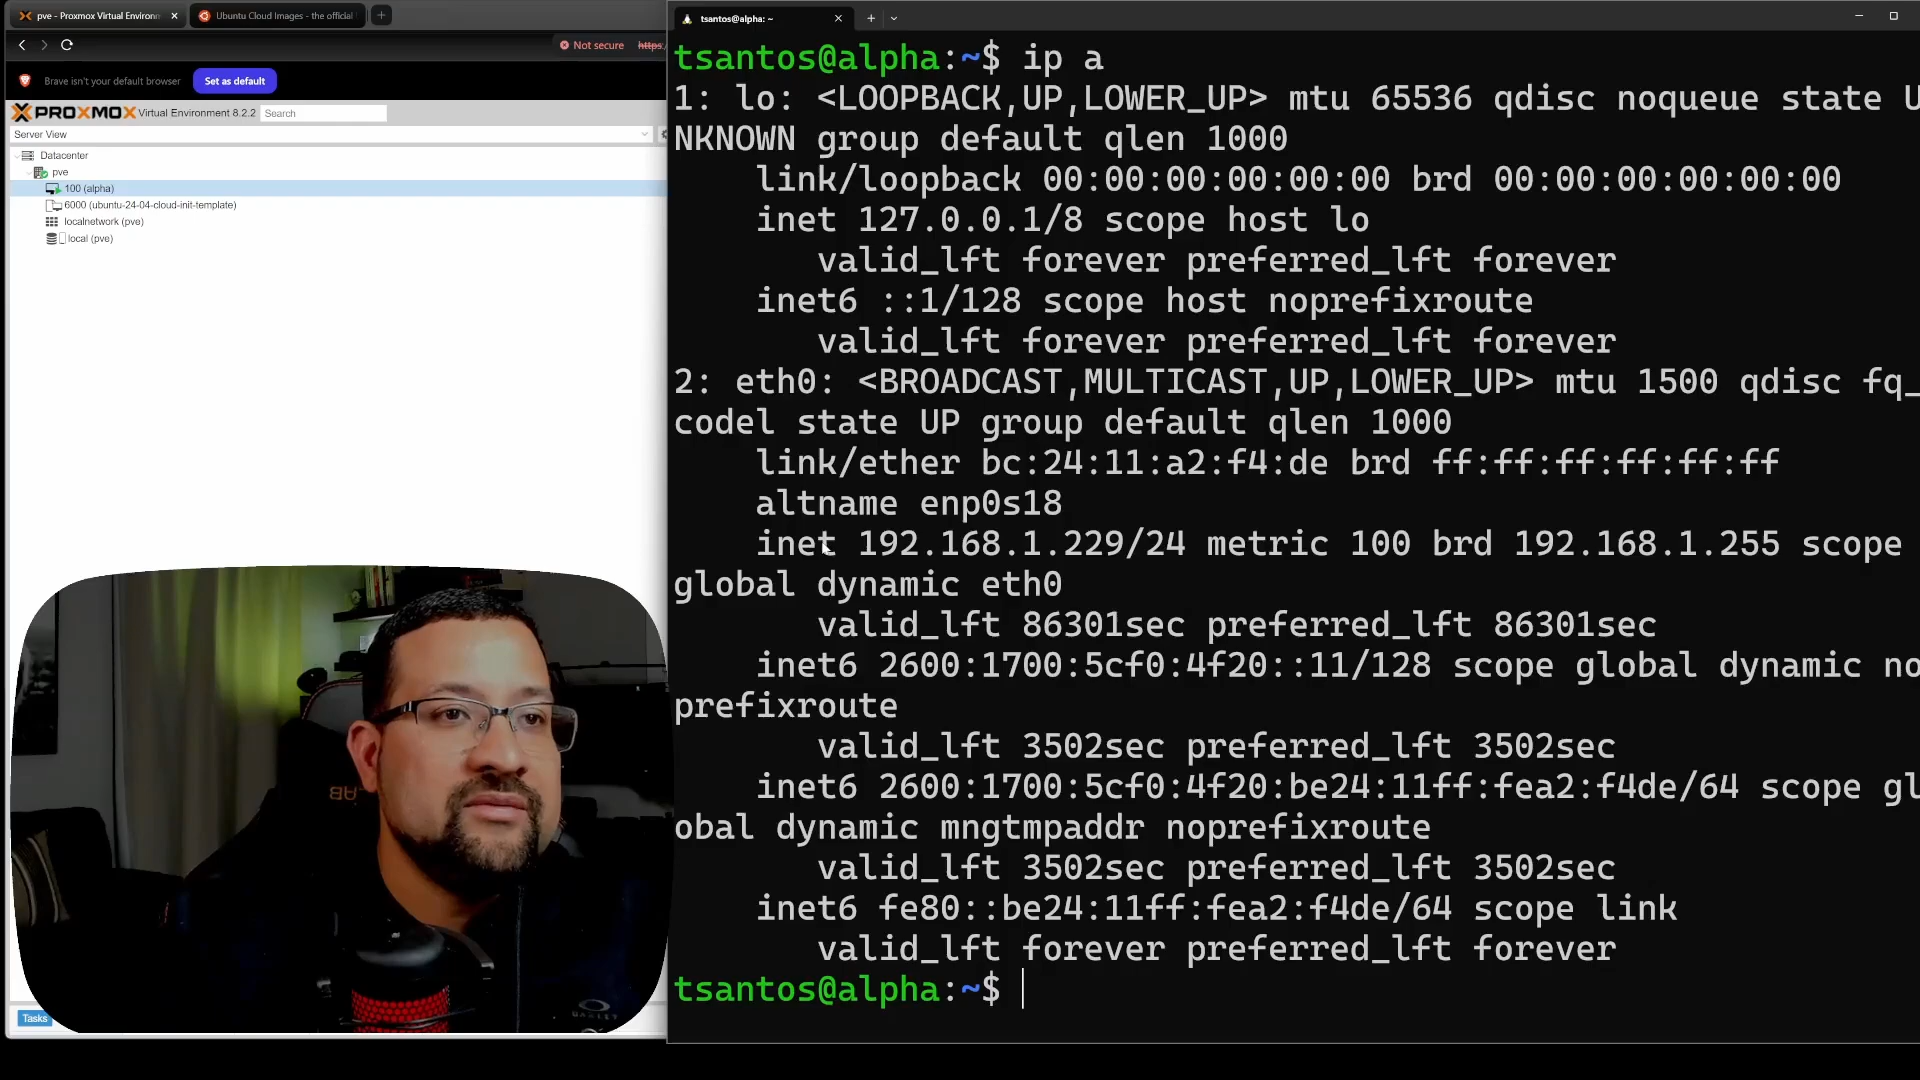 pve - Proxmox Virtual Environm
Ubuntu Cloud Images - the official
Not secure https:
Brave isn't your default browser Set as default
PROXMOX Virtual Environment 8.2.2 Search
Server View
Datacenter
pve
100 (alpha)
6000 (ubuntu-24-04-cloud-init-template)
localnetwork (pve)
local (pve)
Tasks
tsantos@alpha: ~
tsantos@alpha:~$ ip a
1: lo: <LOOPBACK,UP,LOWER_UP> mtu 65536 qdisc noqueue state U
NKNOWN group default qlen 1000
link/loopback 00:00:00:00:00:00 brd 00:00:00:00:00:00
inet 127.0.0.1/8 scope host lo
valid_lft forever preferred_lft forever
inet6 ::1/128 scope host noprefixroute
valid_lft forever preferred_lft forever
2: eth0: <BROADCAST,MULTICAST,UP,LOWER_UP> mtu 1500 qdisc fq_
codel state UP group default qlen 1000
link/ether bc:24:11:a2:f4:de brd ff:ff:ff:ff:ff:ff
altname enp0s18
inet 192.168.1.229/24 metric 100 brd 192.168.1.255 scope
global dynamic eth0
valid_lft 86301sec preferred_lft 86301sec
inet6 2600:1700:5cf0:4f20::11/128 scope global dynamic no
prefixroute
valid_lft 3502sec preferred_lft 3502sec
inet6 2600:1700:5cf0:4f20:be24:11ff:fea2:f4de/64 scope gl
obal dynamic mngtmpaddr noprefixroute
valid_lft 3502sec preferred_lft 3502sec
inet6 fe80::be24:11ff:fea2:f4de/64 scope link
valid_lft forever preferred_lft forever
tsantos@alpha:~$